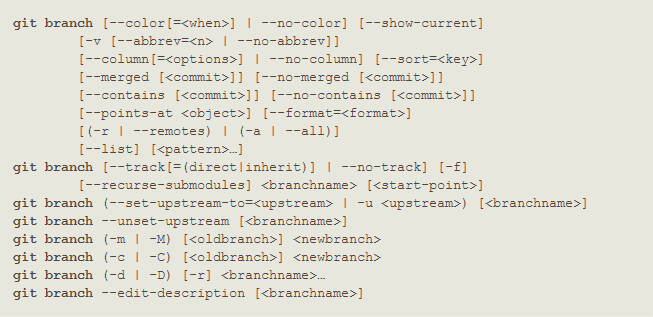 git branch [--color[=<when>] | --no-color] [--show-current]
[-v [--abbrev=<n> | --no-abbrev]]
[--column[=<options>] | --no-column] [--sort=<key>]
[--merged [<commit>]] [--no-merged [<commit>]]
[--contains [<commit>]] [--no-contains [<commit>]]
[--points-at <object>] [--format=<format>]
[(-r | --remotes) | (-a | --all)]
[--list] [<pattern>…]
git branch [--track[=(direct|inherit)] | --no-track] [-f]
[--recurse-submodules] <branchname> [<start-point>]
git branch (--set-upstream-to=<upstream> | -u <upstream>) [<branchname>]
git branch --unset-upstream [<branchname>]
git branch (-m | -M) [<oldbranch>] <newbranch>
git branch (-c | -C) [<oldbranch>] <newbranch>
git branch (-d | -D) [-r] <branchname>…
git branch --edit-description [<branchname>]